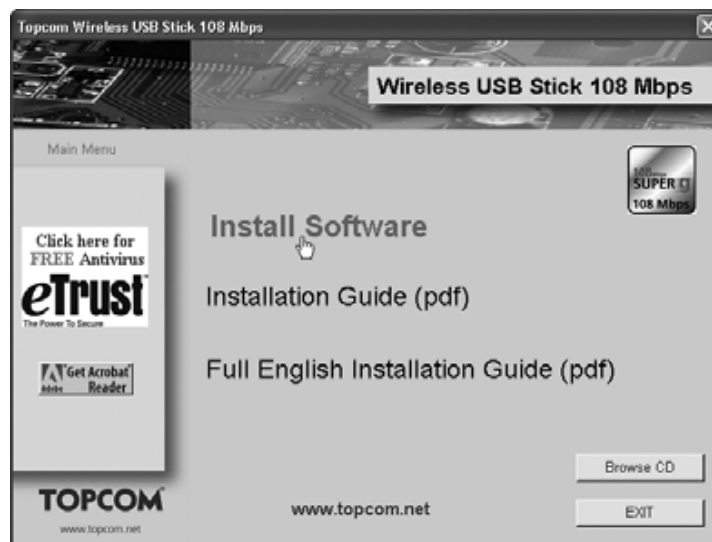 Topcom Wireless USB Stick 108 Mbps
Wireless USB Stick 108 Mbps
Main Menu
SUPER G
108 Mbps
Install Software
Click here for
FREE Antivirus
eTrust
The Power To Secure
Installation Guide (pdf)
Get Acrobat
Adobe Reader
Full English Installation Guide (pdf)
Browse CD
TOPCOM
www.topcom.net
www.topcom.net
EXIT